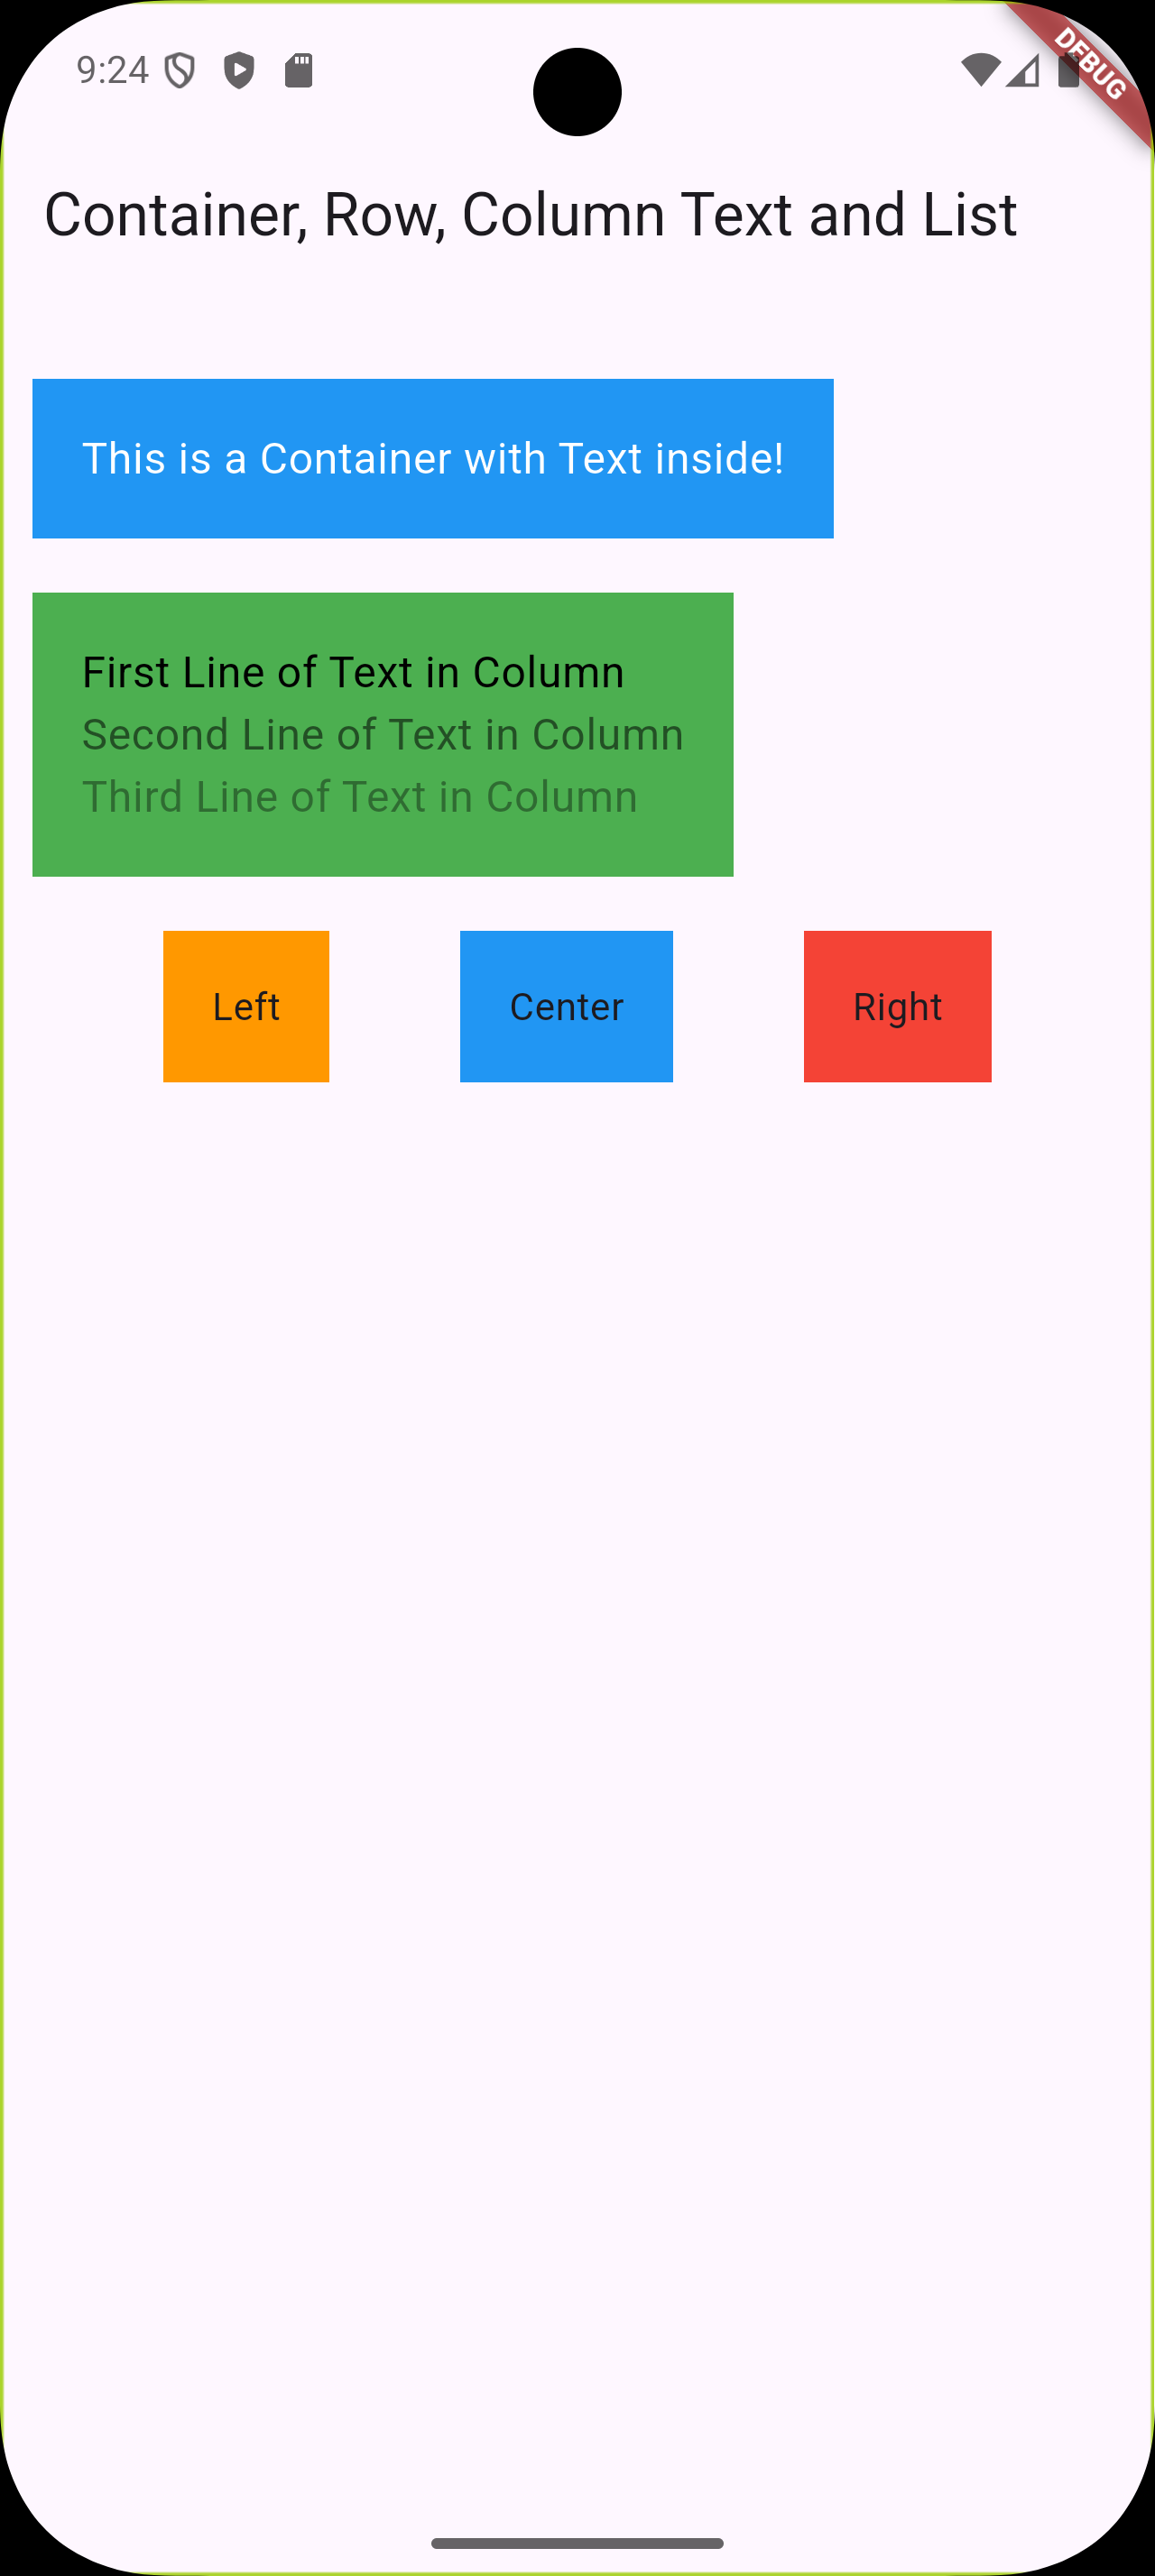 9:24
DEBUG
Container, Row, Column Text and List
This is a Container with Text inside!
First Line of Text in Column
Second Line of Text in Column
Third Line of Text in Column
Left Center Right